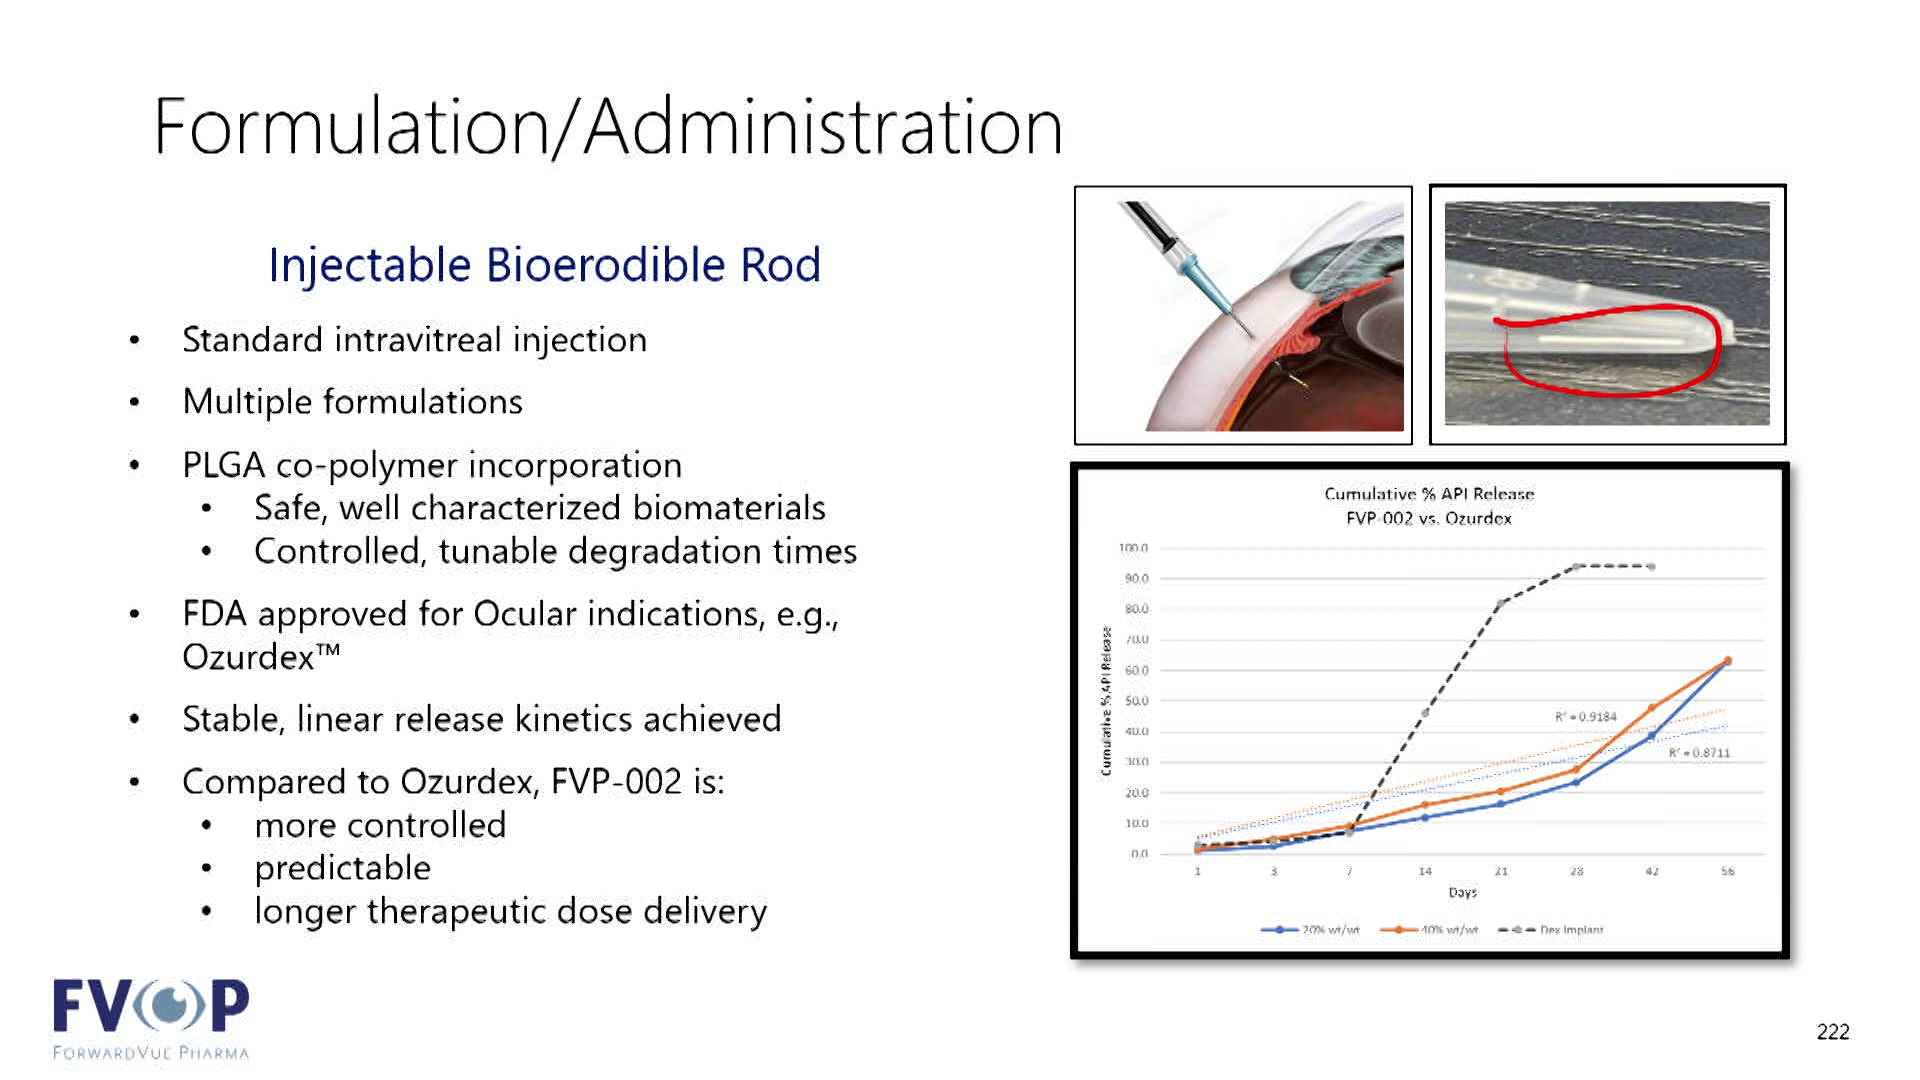 Formulation/Administration
Injectable Bioerodible Rod
• Standard intravitreal injection
• Multiple formulations
• PLGA co-polymer incorporation
• Safe, well characterized biomaterials
• Controlled, tunable degradation times
• FDA approved for Ocular indications, e.g.,
Ozurdex™
• Stable, linear release kinetics achieved
• Compared to Ozurdex, FVP-002 is:
• more controlled
• predictable
• longer therapeutic dose delivery
Cumulative % API Release
FVP-002 vs. Ozurdex
Cumulative % API Release
100.0
90.0
80.0
70.0
60.0
50.0
40.0
30.0
20.0
10.0
0.0
R² = 0.9184
R² = 0.8711
1 3 7 14 21 28 42 56
Days
20% wt/wt 40% wt/wt Dex Implant
FVP
FORWARDVUE PHARMA
222